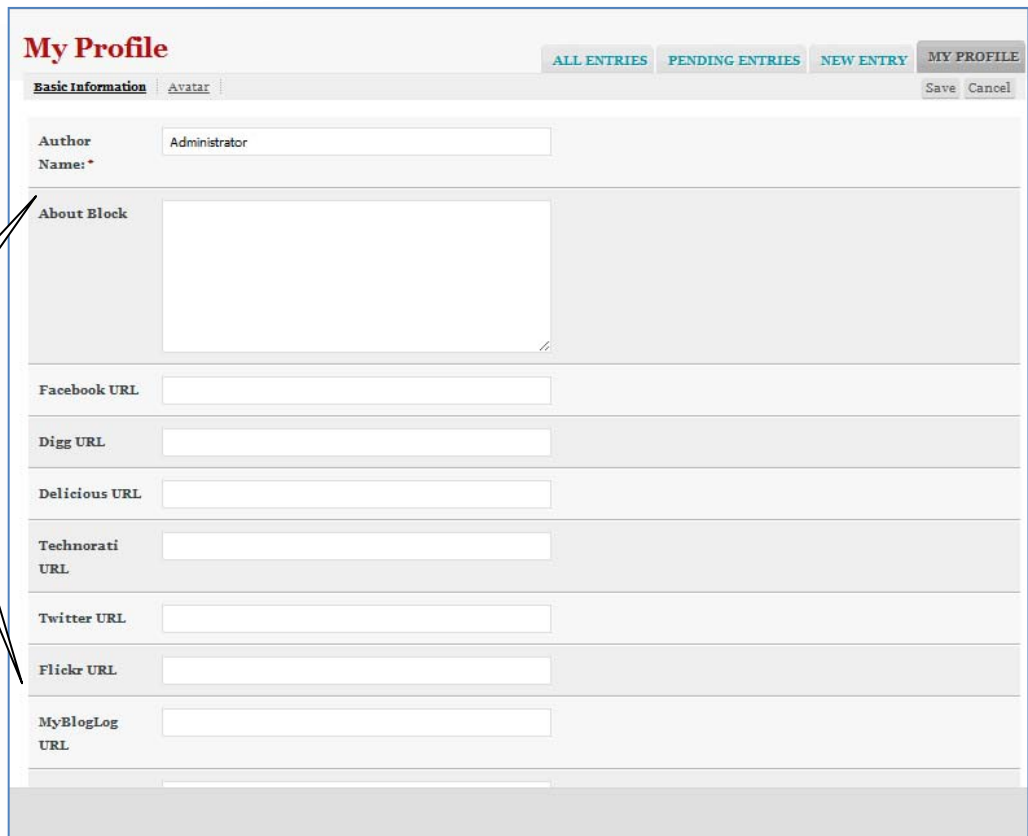 My Profile
ALL ENTRIES PENDING ENTRIES NEW ENTRY MY PROFILE
Basic Information Avatar Save Cancel
Author
Name:* Administrator
About Block
Facebook URL
Digg URL
Delicious URL
Technorati
URL
Twitter URL
Flickr URL
MyBlogLog
URL